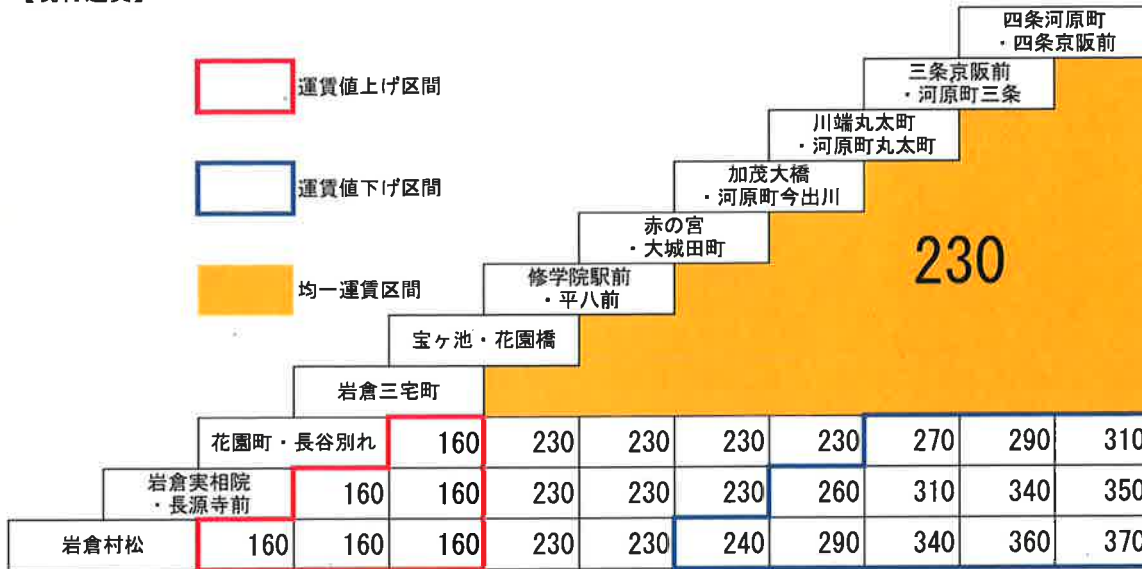 四条河原町
・四条京阪前
三条京阪前
・河原町三条
運賃値上げ区間
川端丸太町
・河原町丸太町
加茂大橋
・河原町今出川
運賃値下げ区間
赤の宮
・大城田町
230
修学院駅前
・平八前
均一運賃区間
宝ヶ池・花園橋
岩倉三宅町
花園町・長谷別れ 160 230 230 230 230 270 290 310
岩倉実相院
・長源寺前
160 160 230 230 230 260 310 340 350
岩倉村松 160 160 160 230 230 240 290 340 360 370